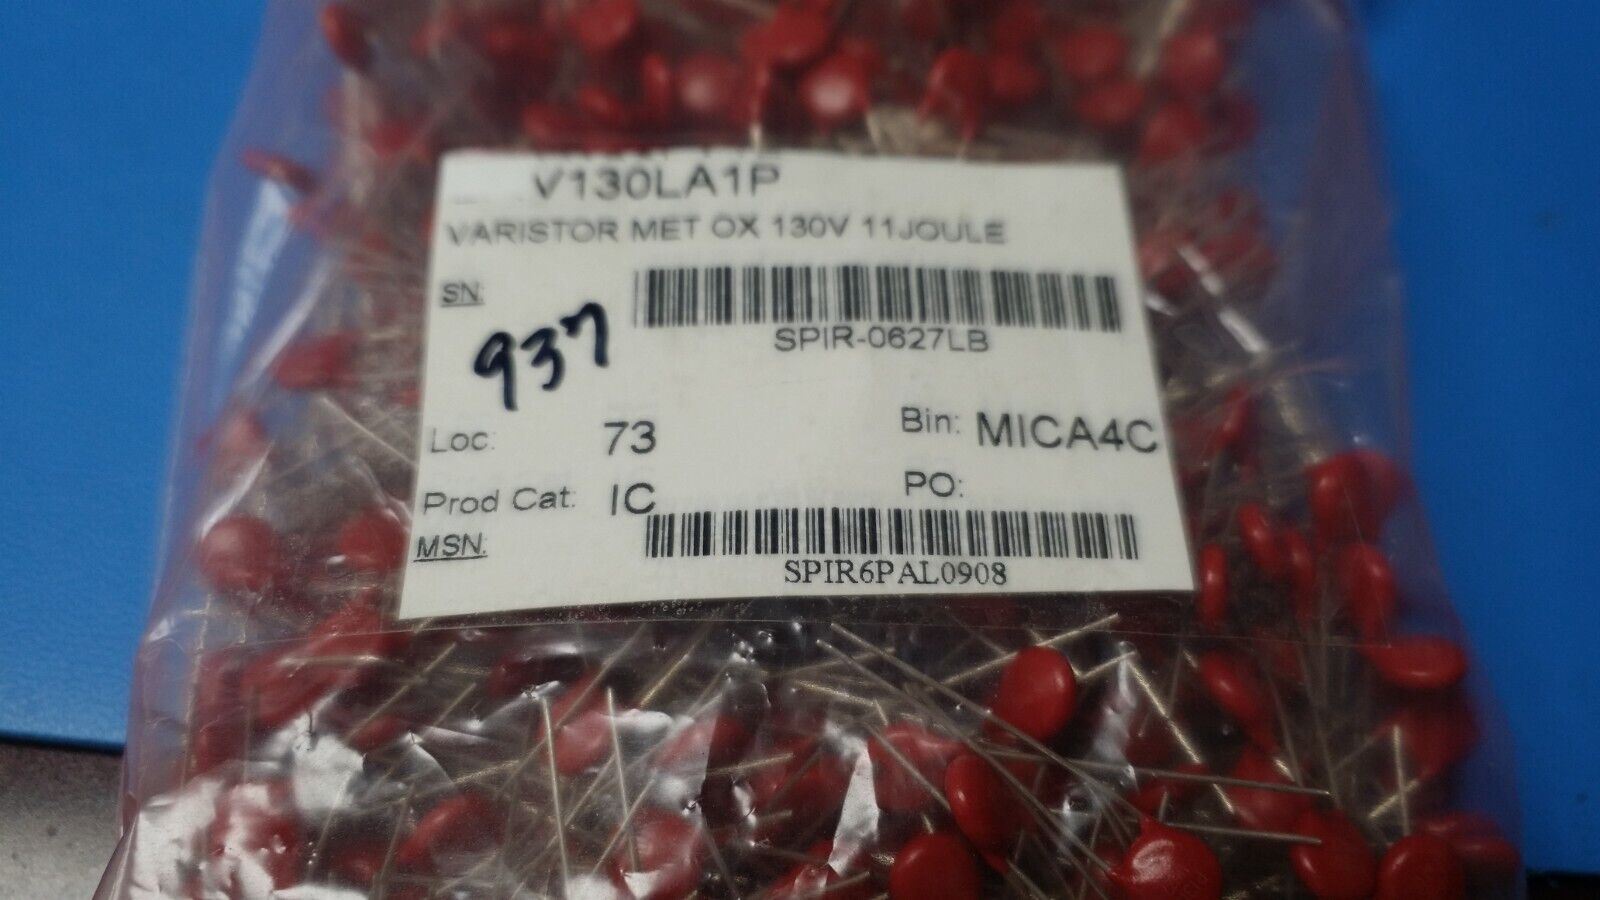 V130LA1P
VARISTOR MET OX 130V 11JOULE
SN:
SPIR-0627LB
937
Loc: 73 Bin: MICA4C
Prod Cat: IC PO:
MSN:
SPIR6PAL0908